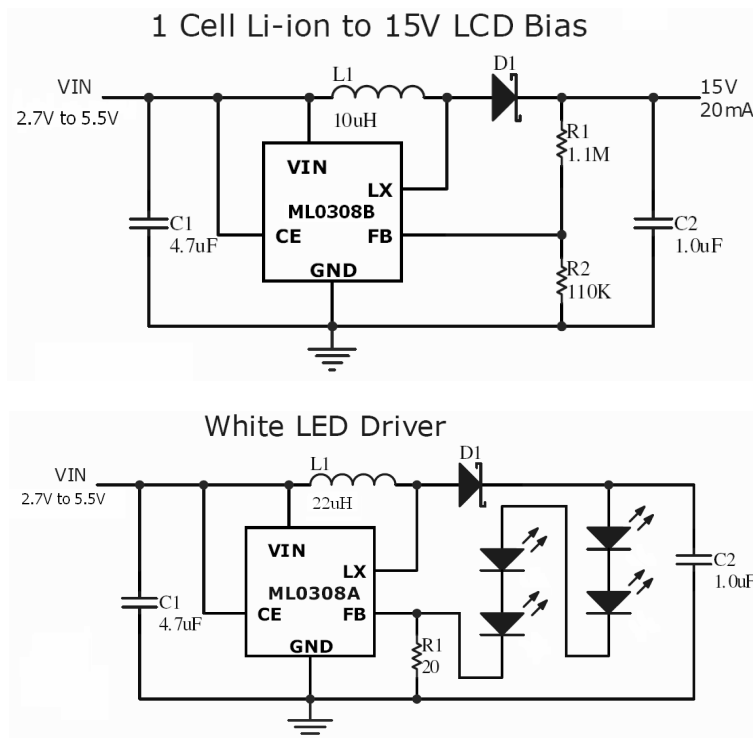 1 Cell Li-ion to 15V LCD Bias
VIN
2.7V to 5.5V
L1
10uH
D1
15V
20mA
R1
1.1M
VIN
LX
ML0308B
CE
FB
GND
C1
4.7uF
R2
110K
C2
1.0uF
White LED Driver
VIN
2.7V to 5.5V
L1
22uH
D1
VIN
LX
ML0308A
CE
FB
GND
C1
4.7uF
R1
20
C2
1.0uF